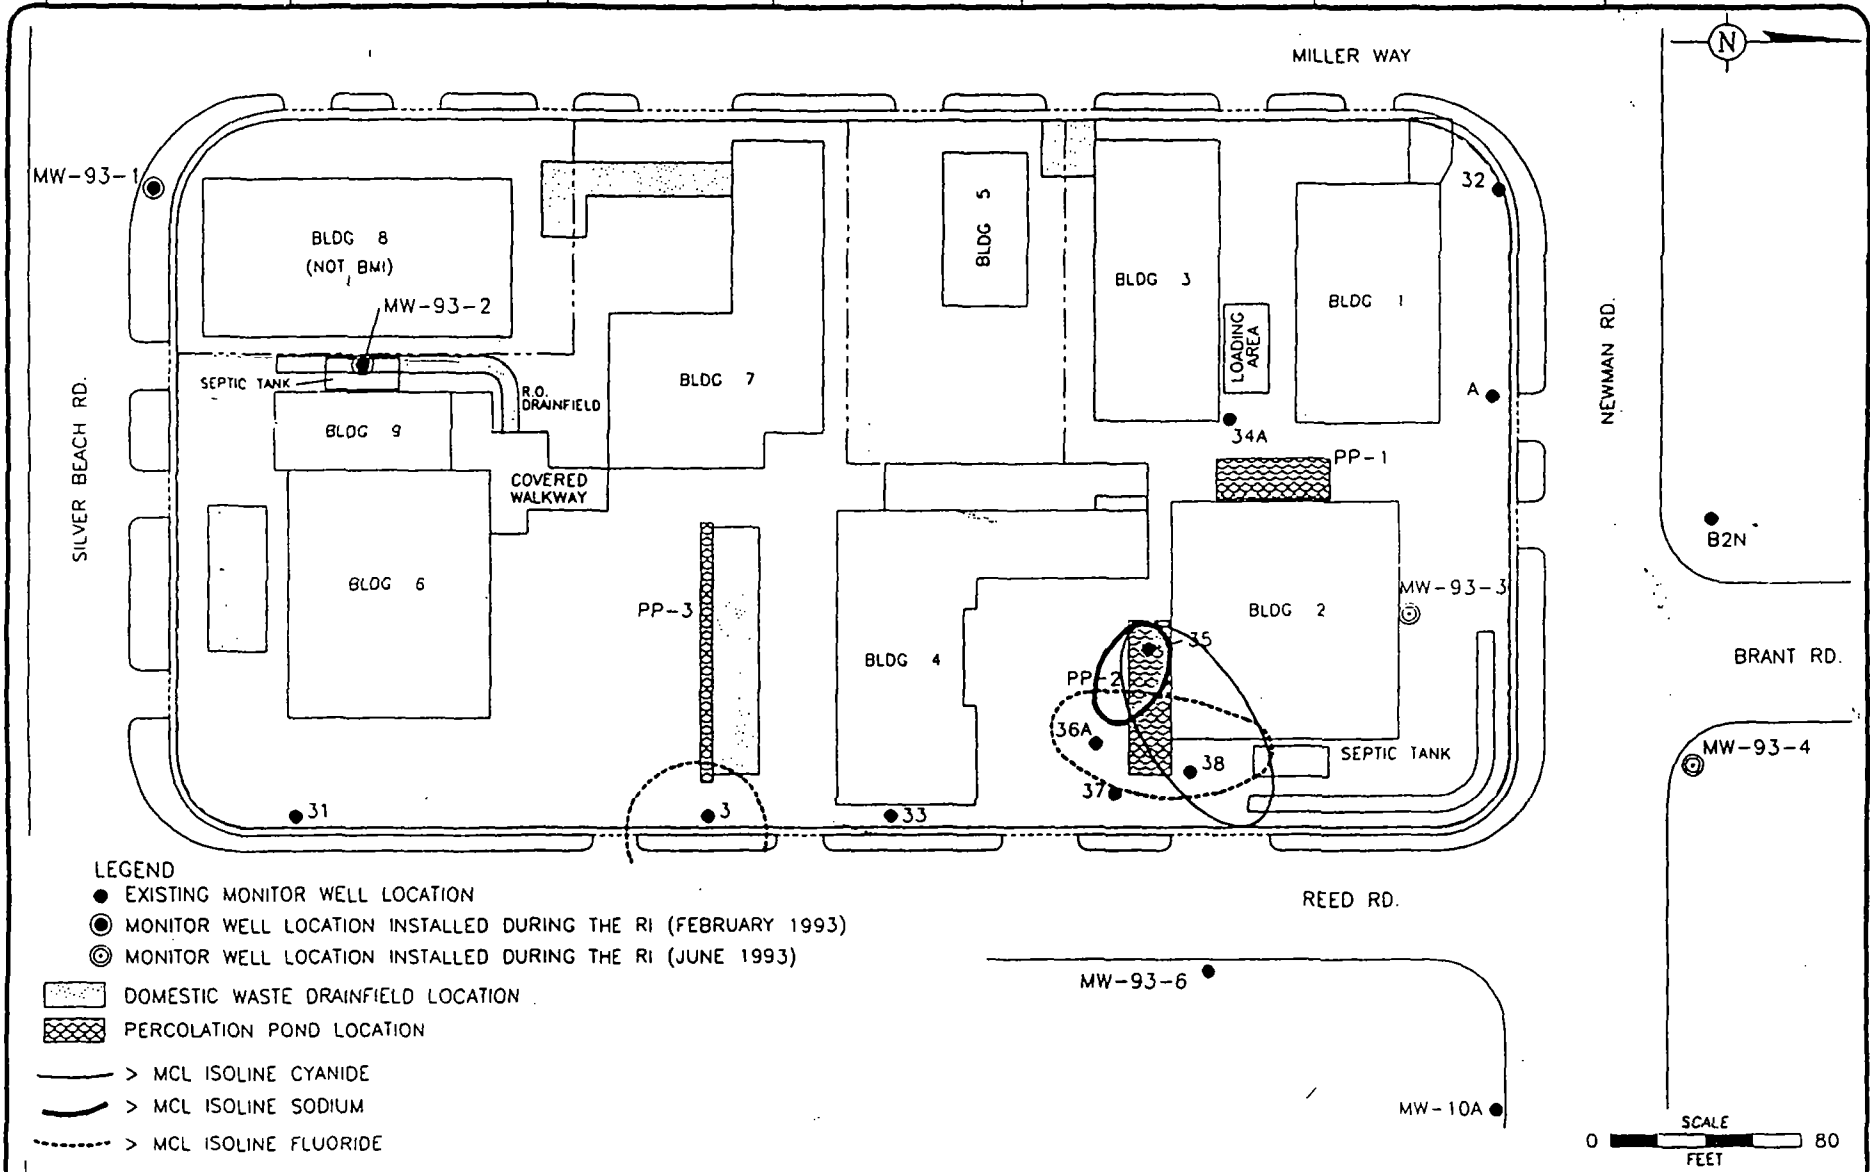 MILLER WAY
N
MW-93-1
32
BLDG 8
(NOT BMI)
BLDG 5
BLDG 3
BLDG 1
MW-93-2
LOADING
AREA
NEWMAN RD.
SEPTIC TANK
R.O.
DRAINFIELD
BLDG 7
A
SILVER BEACH RD.
BLDG 9
34A
PP-1
COVERED
WALKWAY
B2N
BLDG 6
PP-3
BLDG 2
MW-93-3
35
BLDG 4
BRANT RD.
PP-2
36A
38
SEPTIC TANK
MW-93-4
37
31
3
33
LEGEND
EXISTING MONITOR WELL LOCATION
MONITOR WELL LOCATION INSTALLED DURING THE RI (FEBRUARY 1993)
MONITOR WELL LOCATION INSTALLED DURING THE RI (JUNE 1993)
DOMESTIC WASTE DRAINFIELD LOCATION
PERCOLATION POND LOCATION
> MCL ISOLINE CYANIDE
> MCL ISOLINE SODIUM
> MCL ISOLINE FLUORIDE
REED RD.
MW-93-6
MW-10A
SCALE
0 80
FEET